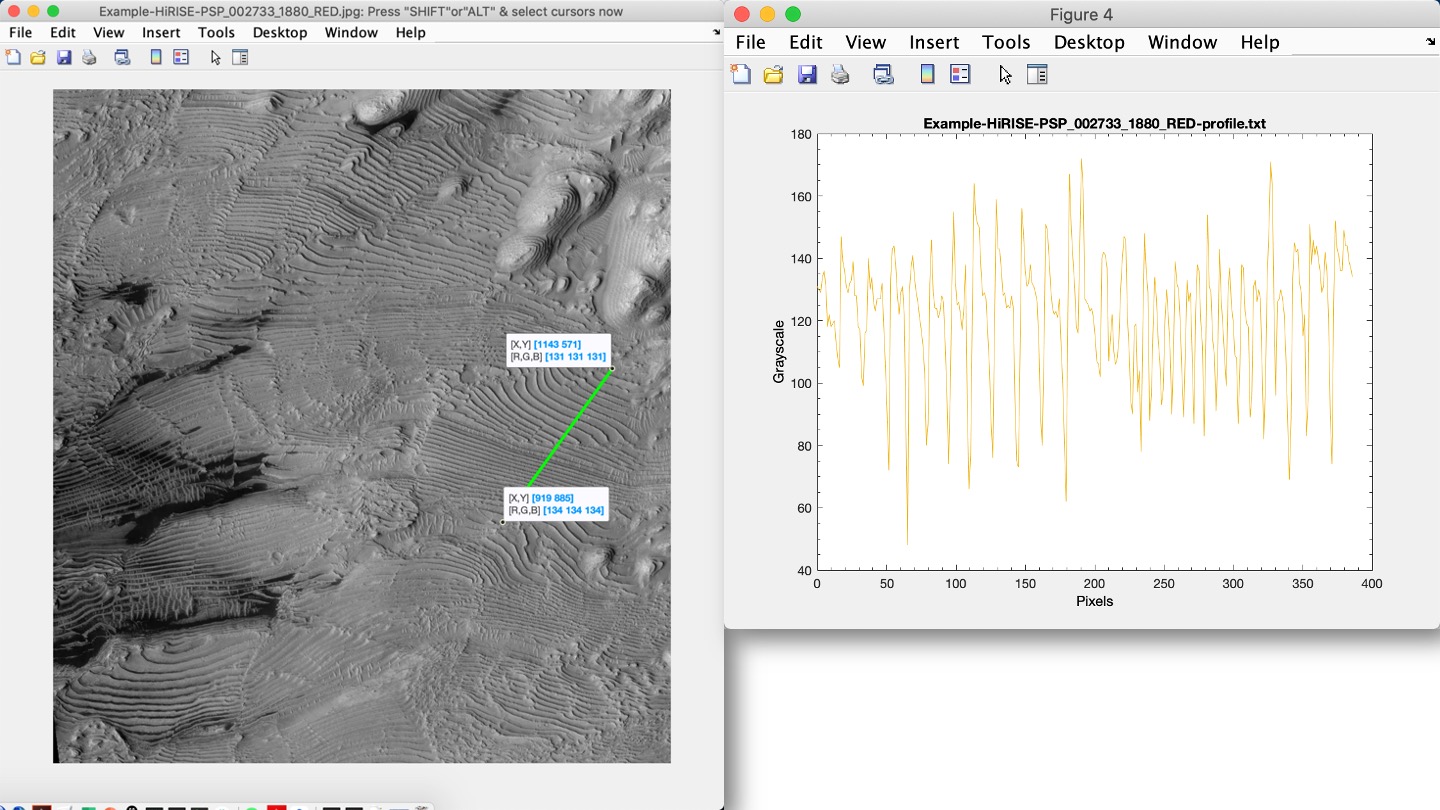 Example-HiRISE-PSP_002733_1880_RED.jpg: Press "SHIFT"or"ALT" & select cursors now
File Edit View Insert Tools Desktop Window Help
[X,Y] [1143 571]
[R,G,B] [131 131 131]
[X,Y] [919 885]
[R,G,B] [134 134 134]
Figure 4
File Edit View Insert Tools Desktop Window Help
Example-HiRISE-PSP_002733_1880_RED-profile.txt
180
160
140
120
100
80
60
40
Grayscale
0 50 100 150 200 250 300 350 400
Pixels